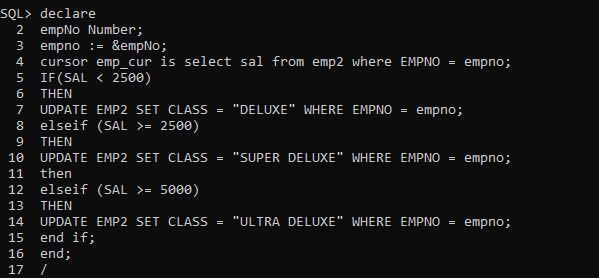 SQL> declare
2 empNo Number;
3 empno := &empNo;
4 cursor emp_cur is select sal from emp2 where EMPNO = empno;
5 IF(SAL < 2500)
6 THEN
7 UDPATE EMP2 SET CLASS = "DELUXE" WHERE EMPNO = empno;
8 elseif (SAL >= 2500)
9 THEN
10 UPDATE EMP2 SET CLASS = "SUPER DELUXE" WHERE EMPNO = empno;
11 then
12 elseif (SAL >= 5000)
13 THEN
14 UPDATE EMP2 SET CLASS = "ULTRA DELUXE" WHERE EMPNO = empno;
15 end if;
16 end;
17 /